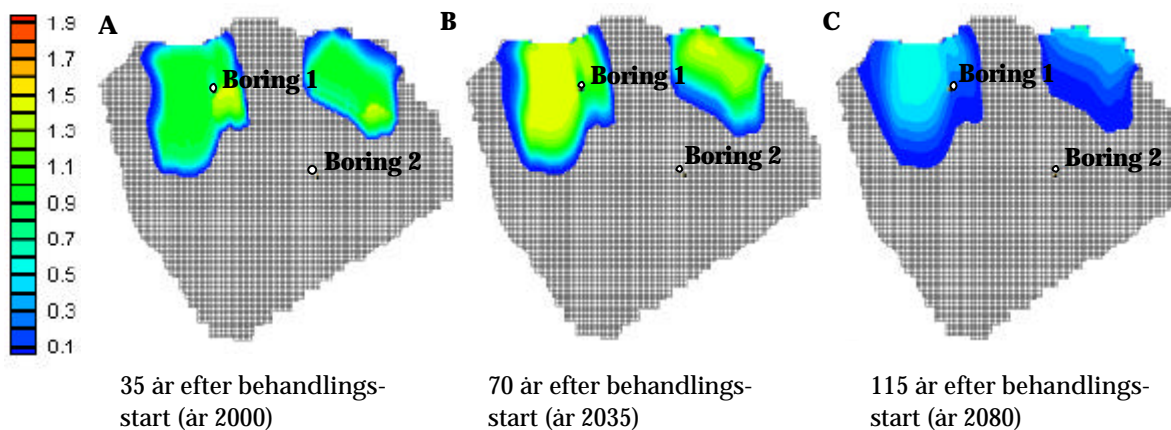 A
B
C
1.9
1.7
1.5
1.3
1.1
0.9
0.7
0.5
0.3
0.1
Boring 1
Boring 2
Boring 1
Boring 2
Boring 1
Boring 2
35 år efter behandlings-
start (år 2000)
70 år efter behandlings-
start (år 2035)
115 år efter behandlings-
start (år 2080)